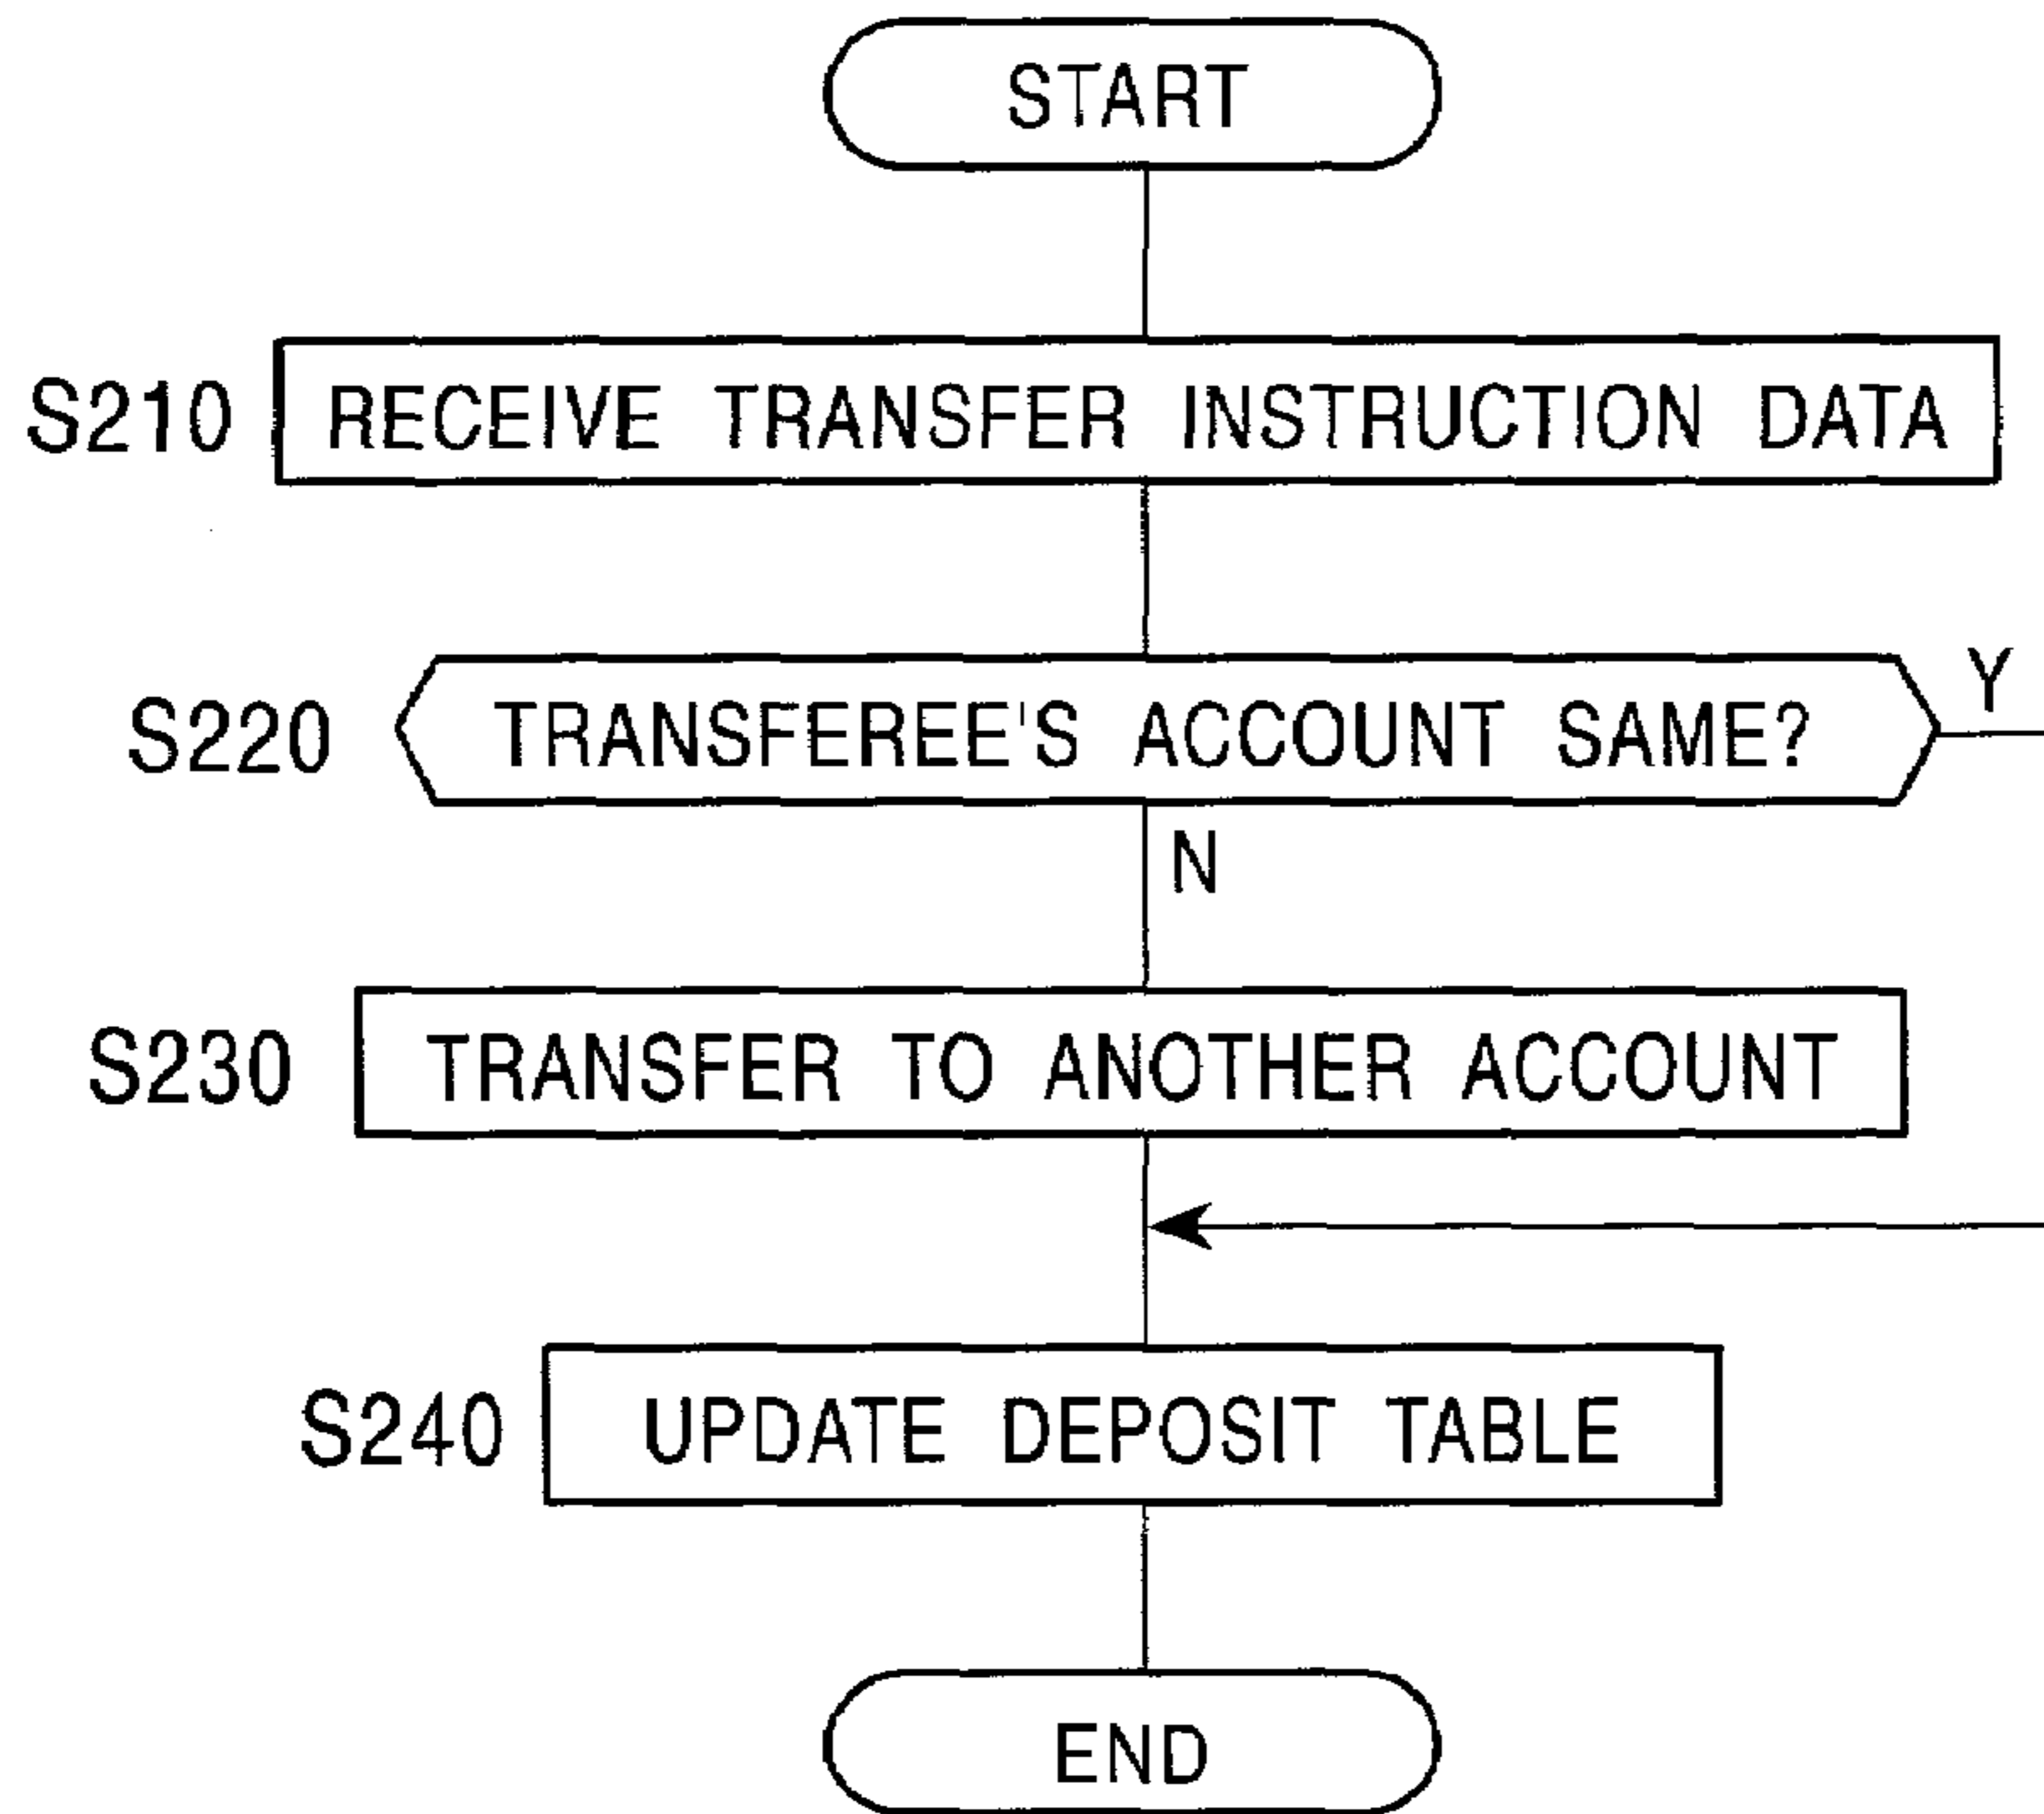 START
S210 RECEIVE TRANSFER INSTRUCTION DATA
S220 TRANSFEREE'S ACCOUNT SAME? Y
N
S230 TRANSFER TO ANOTHER ACCOUNT
S240 UPDATE DEPOSIT TABLE
END